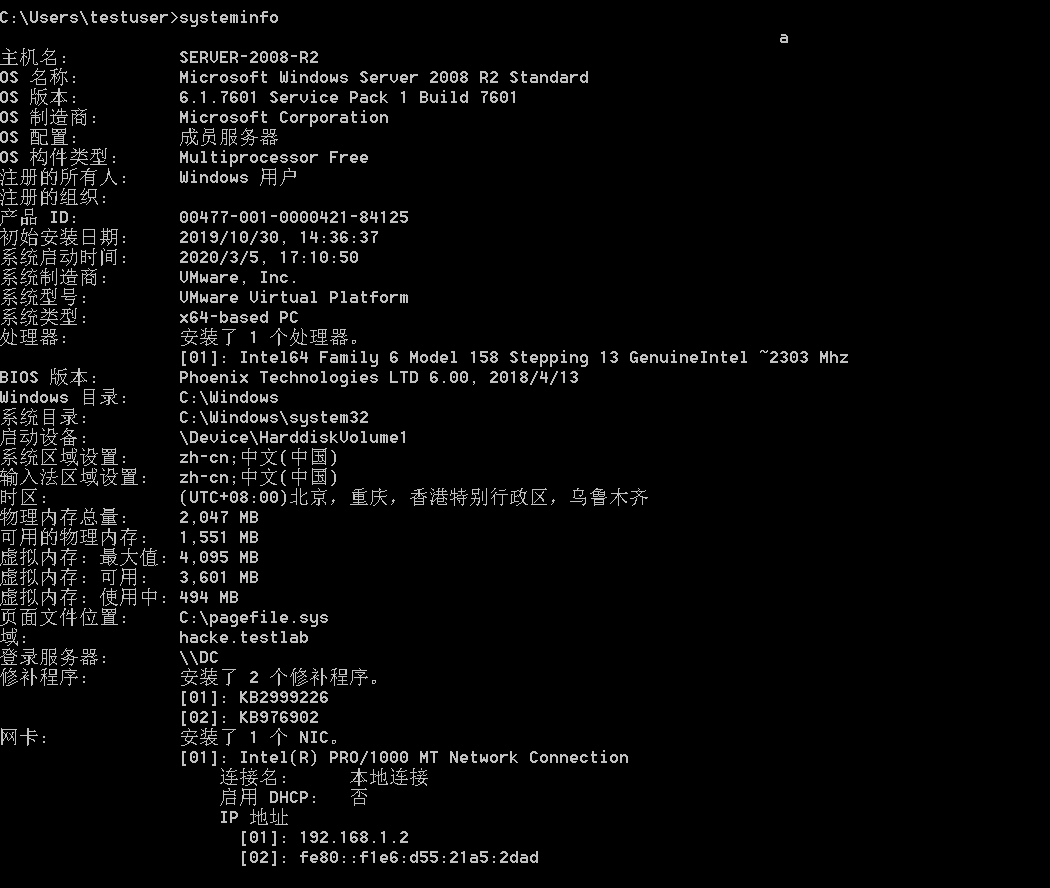 C:\Users\testuser>systeminfo
a
主机名:           SERVER-2008-R2
OS 名称:          Microsoft Windows Server 2008 R2 Standard
OS 版本:          6.1.7601 Service Pack 1 Build 7601
OS 制造商:        Microsoft Corporation
OS 配置:          成员服务器
OS 构件类型:      Multiprocessor Free
注册的所有人:     Windows 用户
注册的组织:
产品 ID:          00477-001-0000421-84125
初始安装日期:     2019/10/30, 14:36:37
系统启动时间:     2020/3/5, 17:10:50
系统制造商:       VMware, Inc.
系统型号:         VMware Virtual Platform
系统类型:         x64-based PC
处理器:           安装了 1 个处理器。
                  [01]: Intel64 Family 6 Model 158 Stepping 13 GenuineIntel ~2303 Mhz
BIOS 版本:        Phoenix Technologies LTD 6.00, 2018/4/13
Windows 目录:     C:\Windows
系统目录:         C:\Windows\system32
启动设备:         \Device\HarddiskVolume1
系统区域设置:     zh-cn;中文(中国)
输入法区域设置:   zh-cn;中文(中国)
时区:             (UTC+08:00)北京，重庆，香港特别行政区，乌鲁木齐
物理内存总量:     2,047 MB
可用的物理内存:   1,551 MB
虚拟内存: 最大值: 4,095 MB
虚拟内存: 可用:   3,601 MB
虚拟内存: 使用中: 494 MB
页面文件位置:     C:\pagefile.sys
域:               hacke.testlab
登录服务器:       \\DC
修补程序:         安装了 2 个修补程序。
                  [01]: KB2999226
                  [02]: KB976902
网卡:             安装了 1 个 NIC。
                  [01]: Intel(R) PRO/1000 MT Network Connection
                      连接名:      本地连接
                      启用 DHCP:   否
                      IP 地址
                        [01]: 192.168.1.2
                        [02]: fe80::f1e6:d55:21a5:2dad